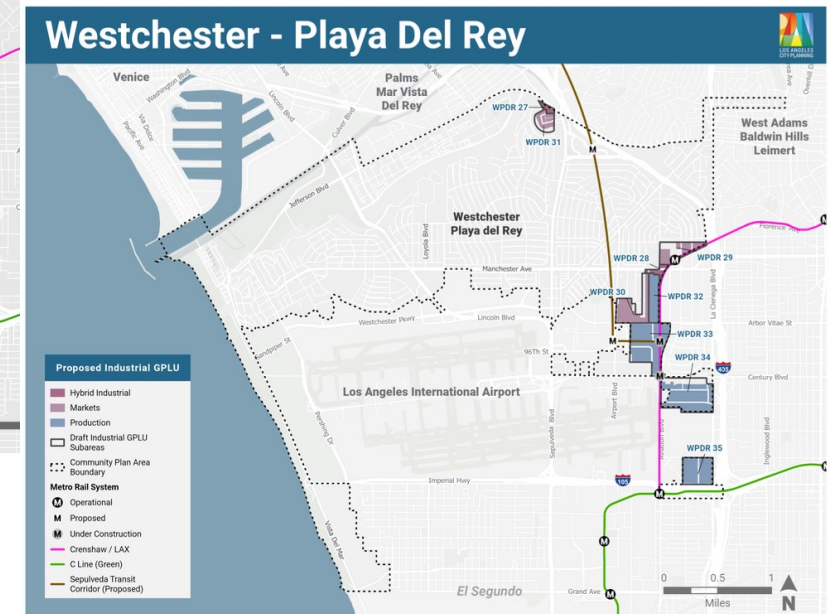 Westchester - Playa Del Rey
LOS ANGELES
CITY PLANNING
Venice
Washington Blvd
Via Dolce
Pacific Ave
Lincoln Blvd
Culver Blvd
Palms
Mar Vista
Del Rey
WPDR 27
WPDR 31
West Adams
Baldwin Hills
Leimert
Jefferson Blvd
Loyola Blvd
Westchester
Playa del Rey
Florence Ave
WPDR 28
WPDR 29
Manchester Ave
La Cienega Blvd
WPDR 30
WPDR 32
Westchester Pkwy
Lincoln Blvd
Arbor Vitae St
WPDR 33
Sandpiper St
96Th St
WPDR 34
405
Century Blvd
Los Angeles International Airport
Airport Blvd
Pershing Dr
Sepulveda Blvd
Aviation Blvd
Inglewood Blvd
WPDR 35
Imperial Hwy
105
Vista Del Mar
El Segundo
Grand Ave
Proposed Industrial GPLU
Hybrid Industrial
Markets
Production
Draft Industrial GPLU
Subareas
Community Plan Area
Boundary
Metro Rail System
M Operational
M Proposed
M Under Construction
Crenshaw / LAX
C Line (Green)
Sepulveda Transit
Corridor (Proposed)
0 0.5 1
Miles
N